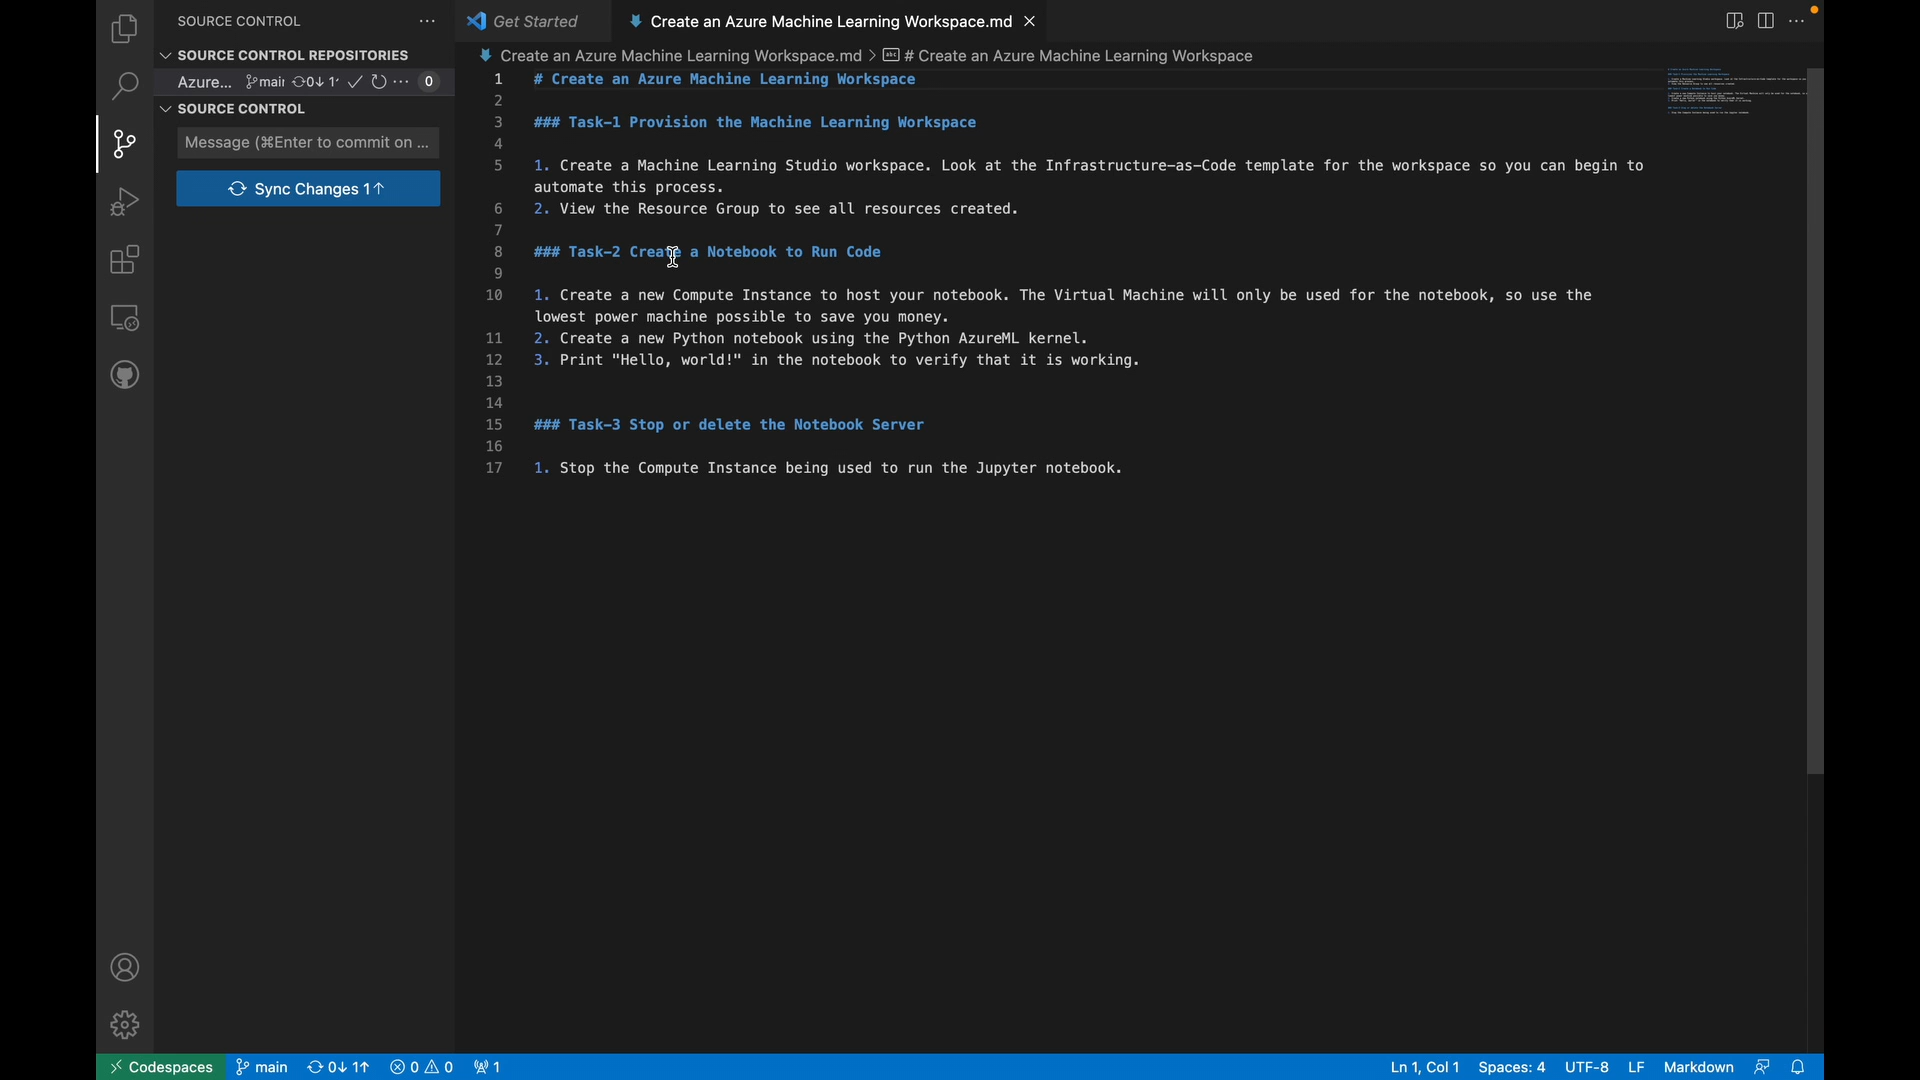 SOURCE CONTROL
SOURCE CONTROL REPOSITORIES
Azure... main 0↓ 1↑ 0
SOURCE CONTROL
Message (⌘Enter to commit on ...
Sync Changes 1↑
Get Started
Create an Azure Machine Learning Workspace.md
Create an Azure Machine Learning Workspace.md > # Create an Azure Machine Learning Workspace
1 # Create an Azure Machine Learning Workspace
2
3 ### Task-1 Provision the Machine Learning Workspace
4
5 1. Create a Machine Learning Studio workspace. Look at the Infrastructure-as-Code template for the workspace so you can begin to
automate this process.
6 2. View the Resource Group to see all resources created.
7
8 ### Task-2 Create a Notebook to Run Code
9
10 1. Create a new Compute Instance to host your notebook. The Virtual Machine will only be used for the notebook, so use the
lowest power machine possible to save you money.
11 2. Create a new Python notebook using the Python AzureML kernel.
12 3. Print "Hello, world!" in the notebook to verify that it is working.
13
14
15 ### Task-3 Stop or delete the Notebook Server
16
17 1. Stop the Compute Instance being used to run the Jupyter notebook.
Codespaces main 0↓ 1↑ 0 0 1
Ln 1, Col 1 Spaces: 4 UTF-8 LF Markdown